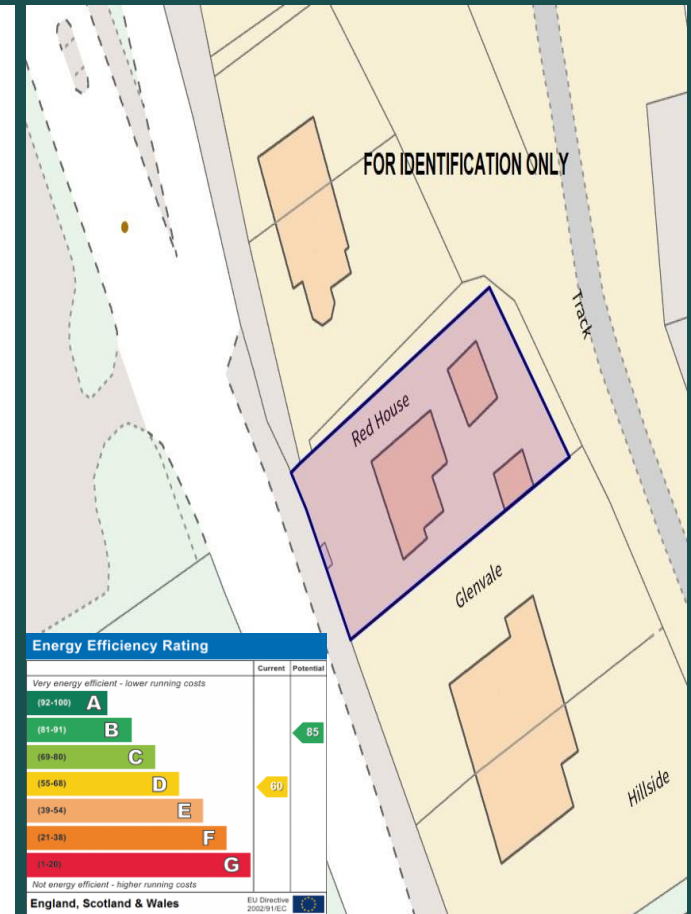 FOR IDENTIFICATION ONLY
Track
Red House
Glenvale
Hillside
Energy Efficiency Rating
Current Potential
Very energy efficient - lower running costs
(92-100) A
(81-91) B 85
(69-80) C
(55-68) D 60
(39-54) E
(21-38) F
(1-20) G
Not energy efficient - higher running costs
England, Scotland & Wales
EU Directive
2002/91/EC